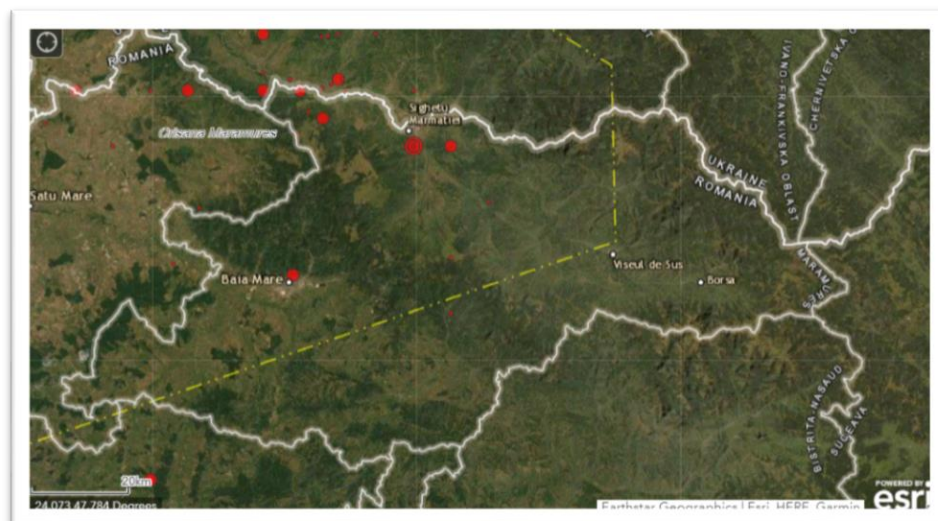 ROMANIA
Crisana Maramures
Sighetu
Marmatiei
Satu Mare
UKRAINE
ROMANIA
IVANO-FRANKIVSKA OBLAST
CHERNIVETSKA
Baia Mare
Viseul de Sus
Borsa
MARAMURES
BISTRITA-NASAUD
SUCEAVA
20km
24.073 47.784 Degrees
Earthstar Geographics | Esri, HERE, Garmin
POWERED BY
esri